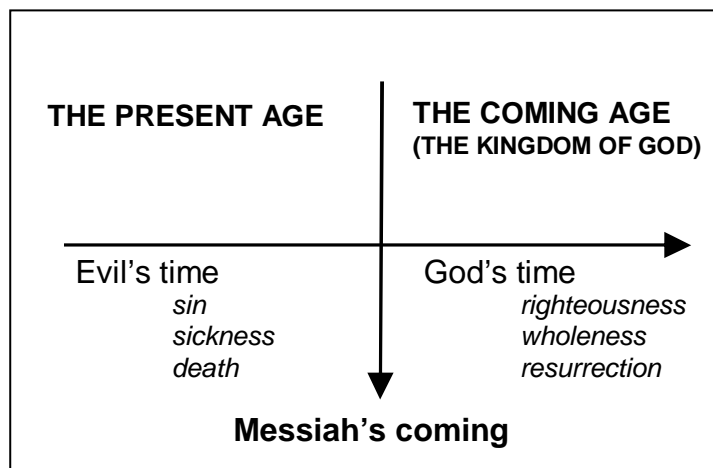 THE PRESENT AGE
THE COMING AGE
(THE KINGDOM OF GOD)
Evil’s time
sin
sickness
death
God’s time
righteousness
wholeness
resurrection
Messiah’s coming